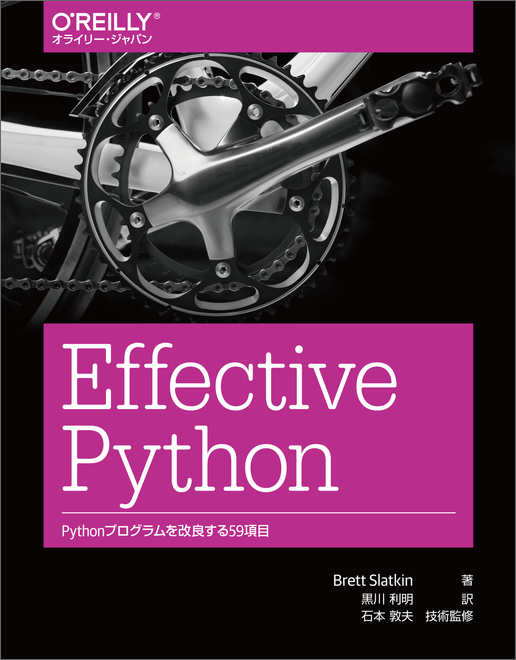 O'REILLY®
オライリー・ジャパン
Effective
Python
Pythonプログラムを改良する59項目
Brett Slatkin 著
黒川 利明 訳
石本 敦夫 技術監修